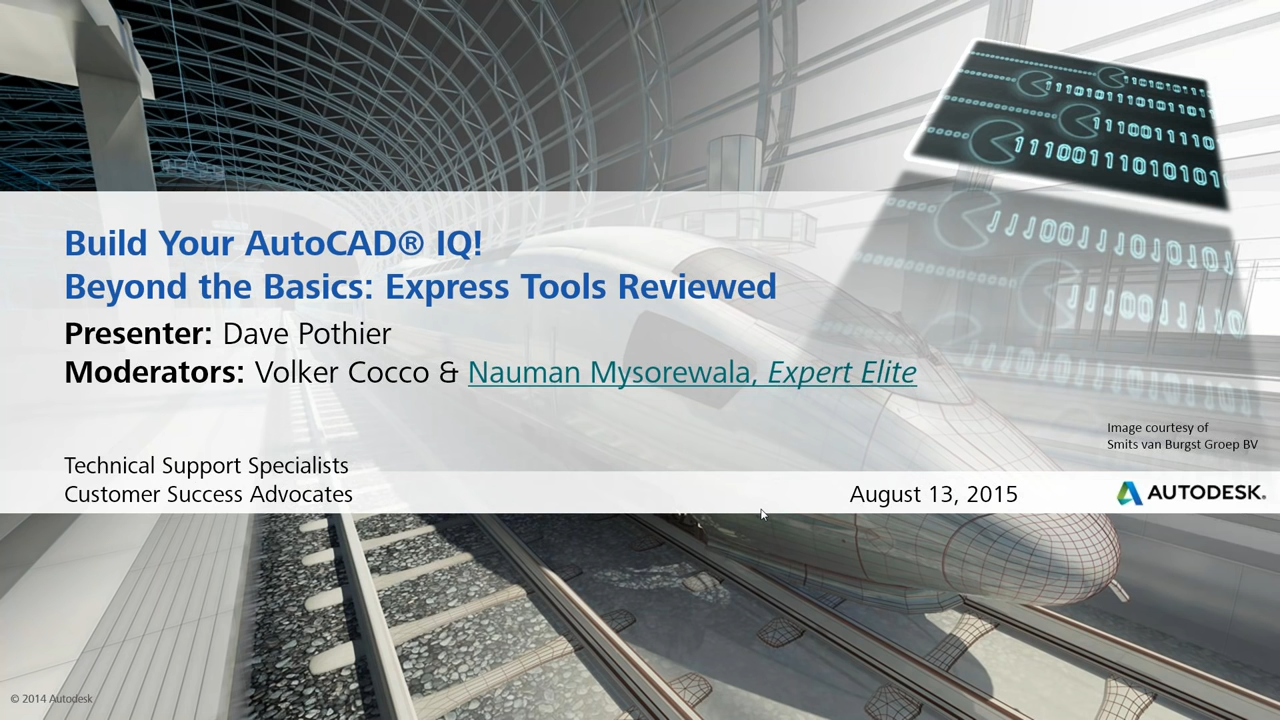 Build Your AutoCAD® IQ!
Beyond the Basics: Express Tools Reviewed
Presenter: Dave Pothier
Moderators: Volker Cocco & Nauman Mysorewala, Expert Elite
Image courtesy of
Smits van Burgst Groep BV
Technical Support Specialists
Customer Success Advocates
August 13, 2015
AUTODESK.
© 2014 Autodesk